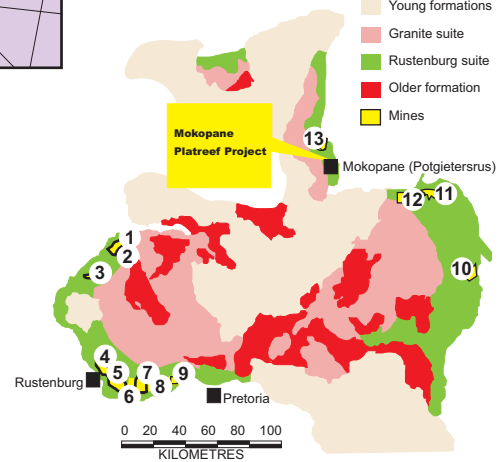 Young formations
Granite suite
Rustenburg suite
Older formation
Mines
Mokopane
Platreef Project
13
Mokopane (Potgietersrus)
12
11
1
2
3
10
4
5
7
9
6
8
Rustenburg
Pretoria
0 20 40 60 80 100
KILOMETRES